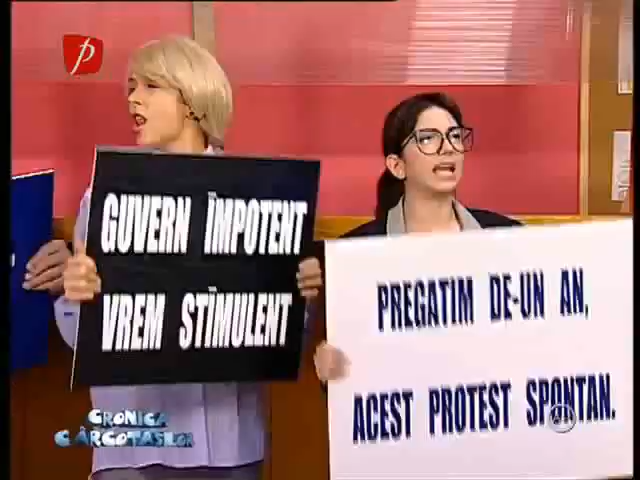 p
GUVERN ÎMPOTENT
VREM STÎMULENT
PREGATIM DE-UN AN,
ACEST PROTEST SPONTAN.
CRONICA
CÂRCOTAȘILOR